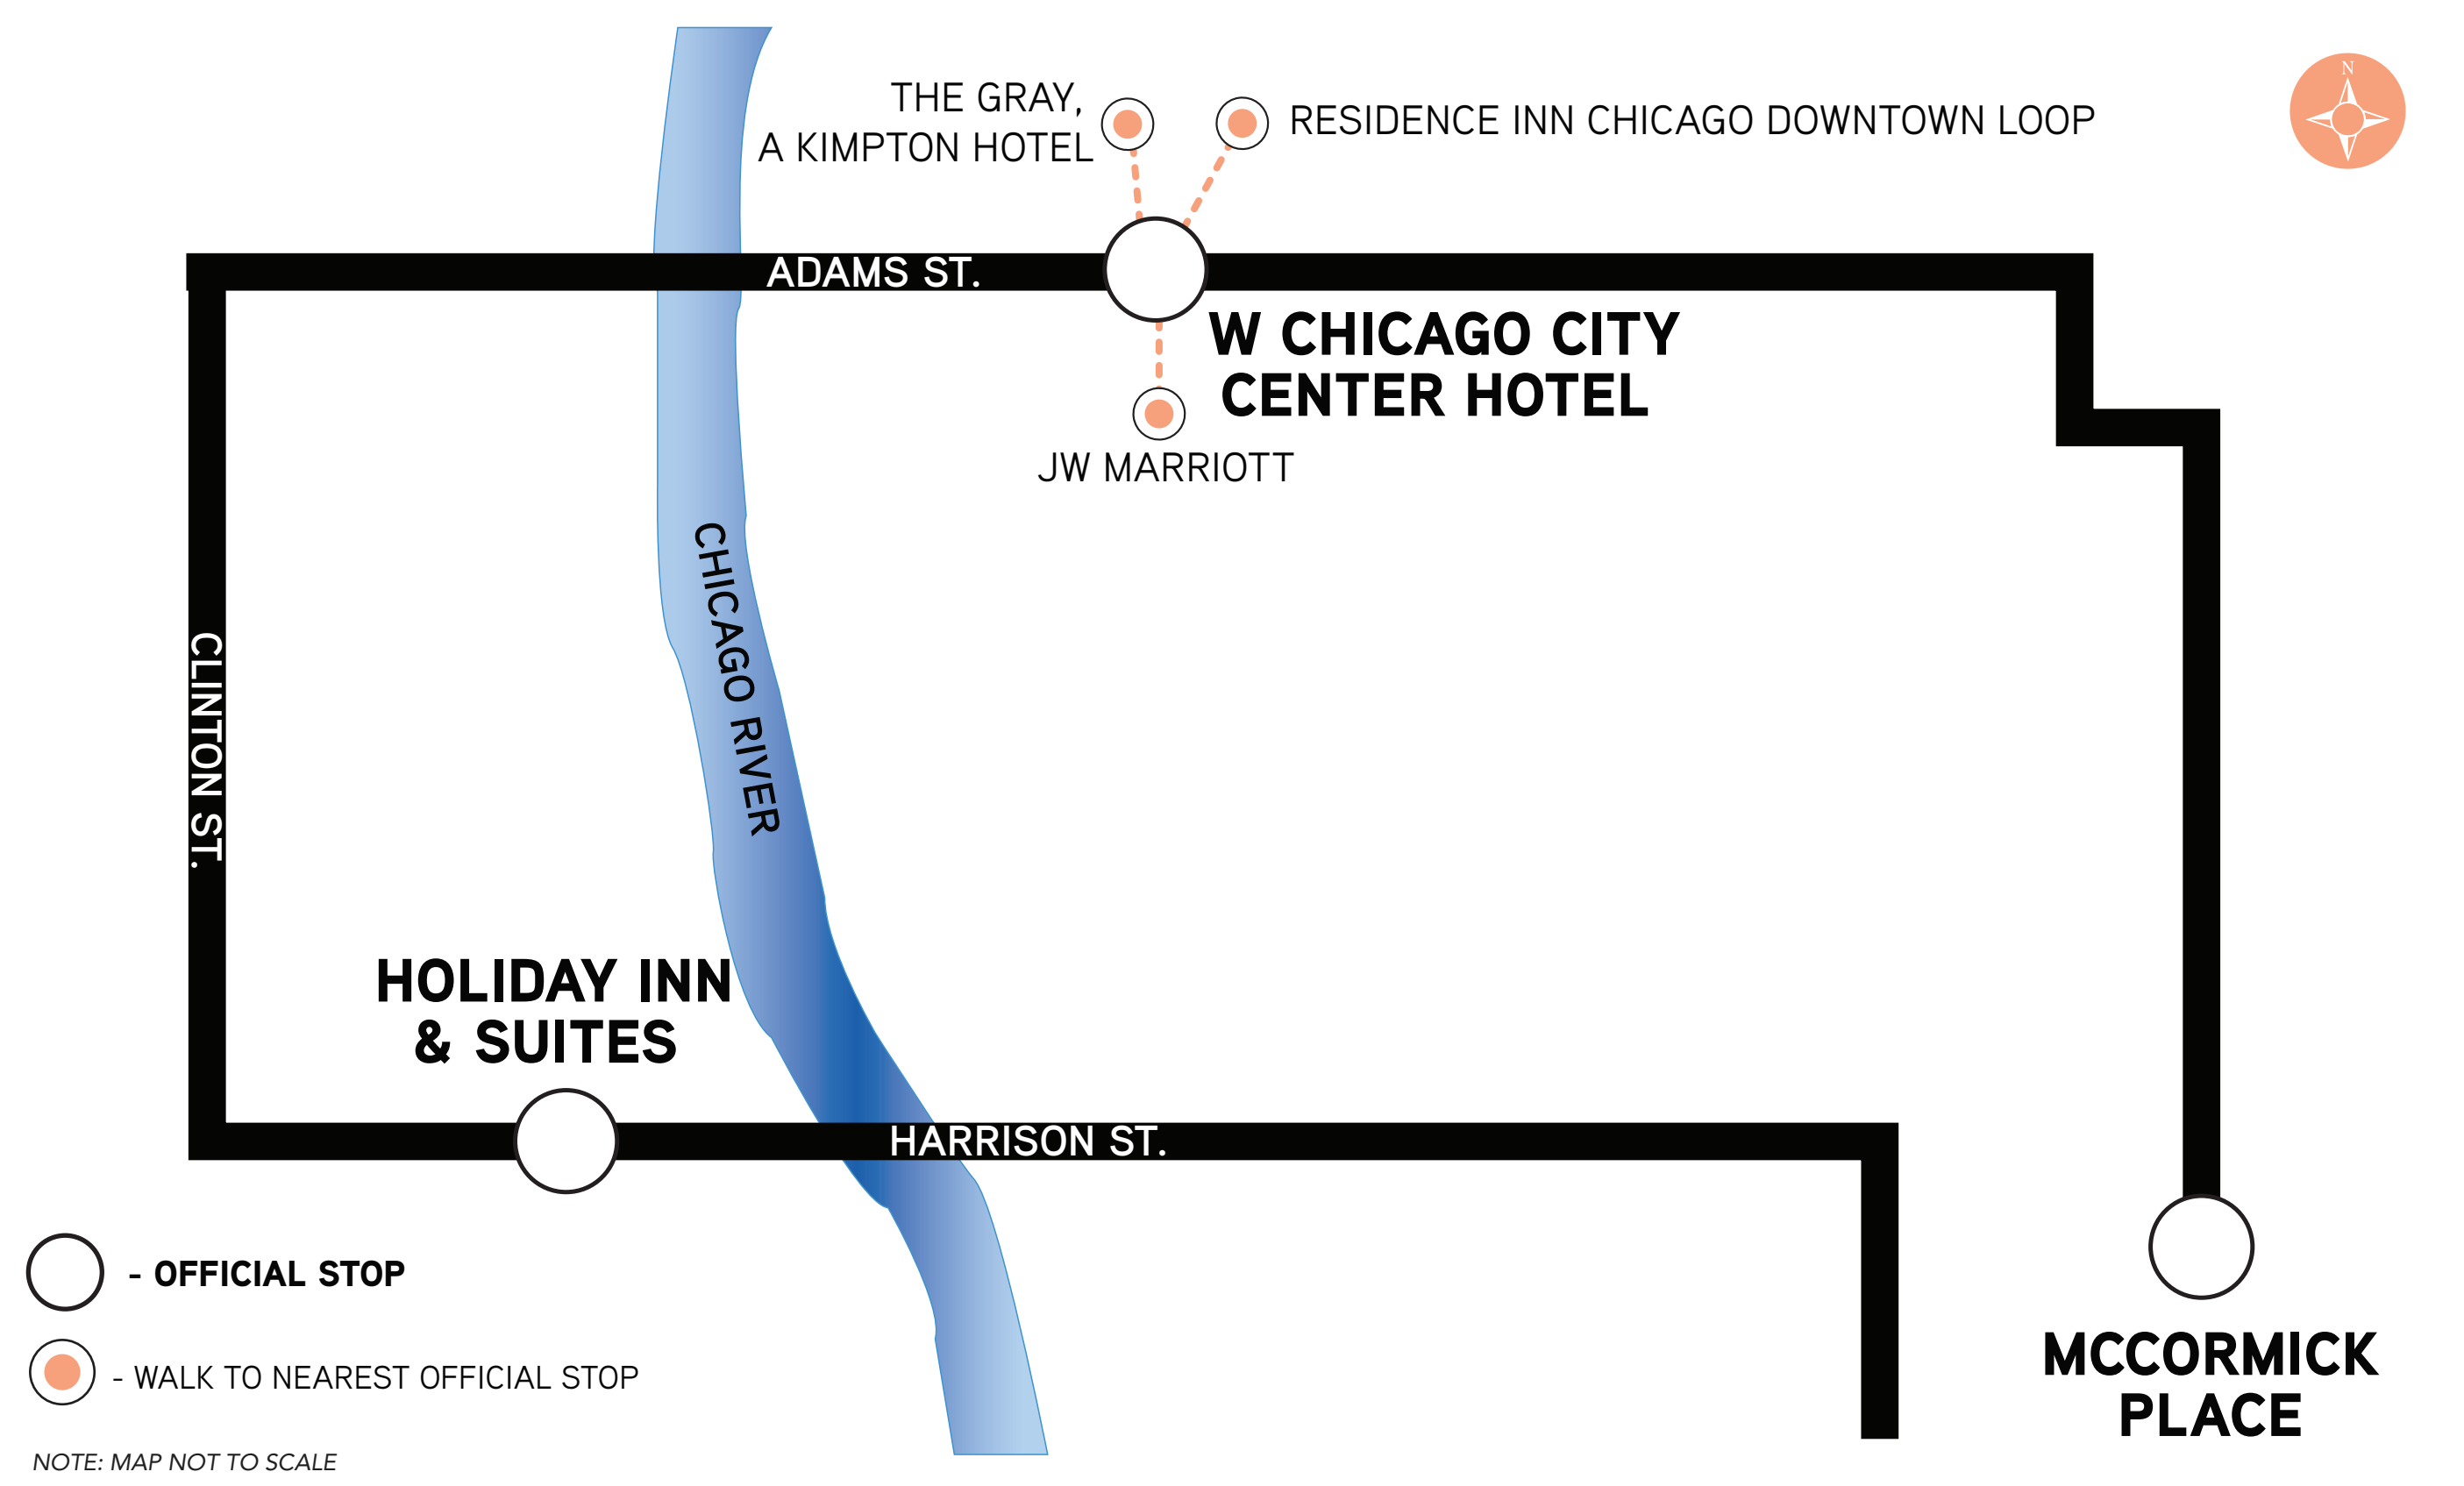 N
THE GRAY,
A KIMPTON HOTEL
RESIDENCE INN CHICAGO DOWNTOWN LOOP
ADAMS ST.
W CHICAGO CITY
CENTER HOTEL
JW MARRIOTT
CHICAGO RIVER
CLINTON ST.
HOLIDAY INN
& SUITES
HARRISON ST.
- OFFICIAL STOP
- WALK TO NEAREST OFFICIAL STOP
MCCORMICK
PLACE
NOTE: MAP NOT TO SCALE